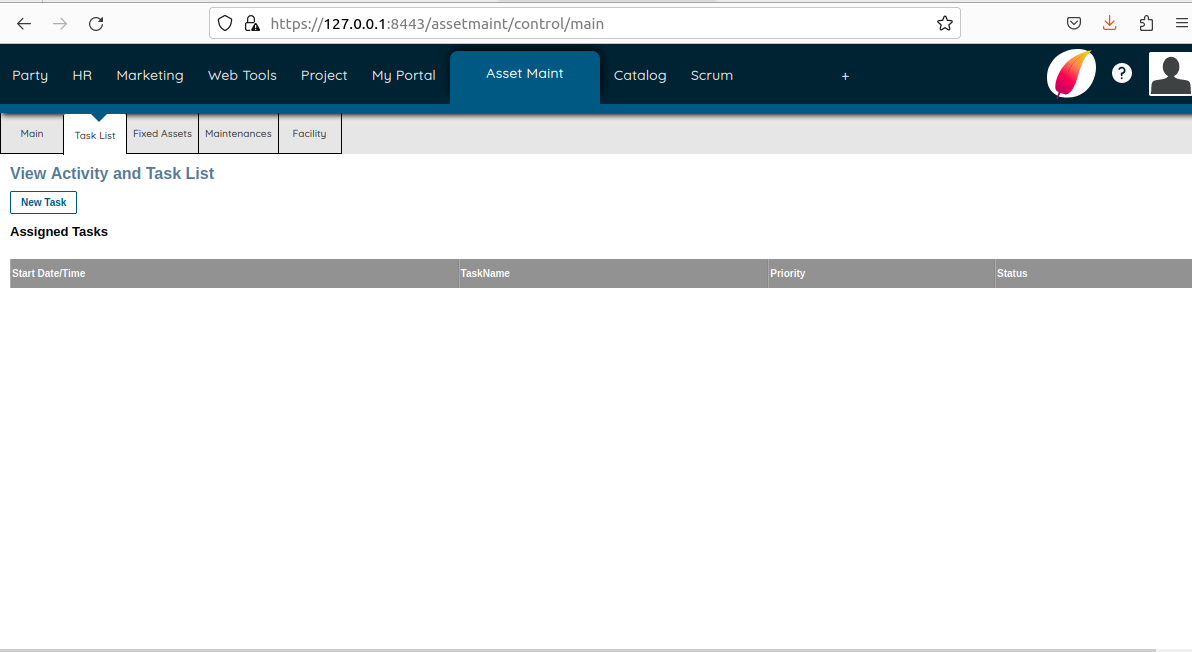 https://127.0.0.1:8443/assetmaint/control/main
Party HR Marketing Web Tools Project My Portal Asset Maint Catalog Scrum + ?
Main Task List Fixed Assets Maintenances Facility
View Activity and Task List
New Task
Assigned Tasks
Start Date/Time TaskName Priority Status